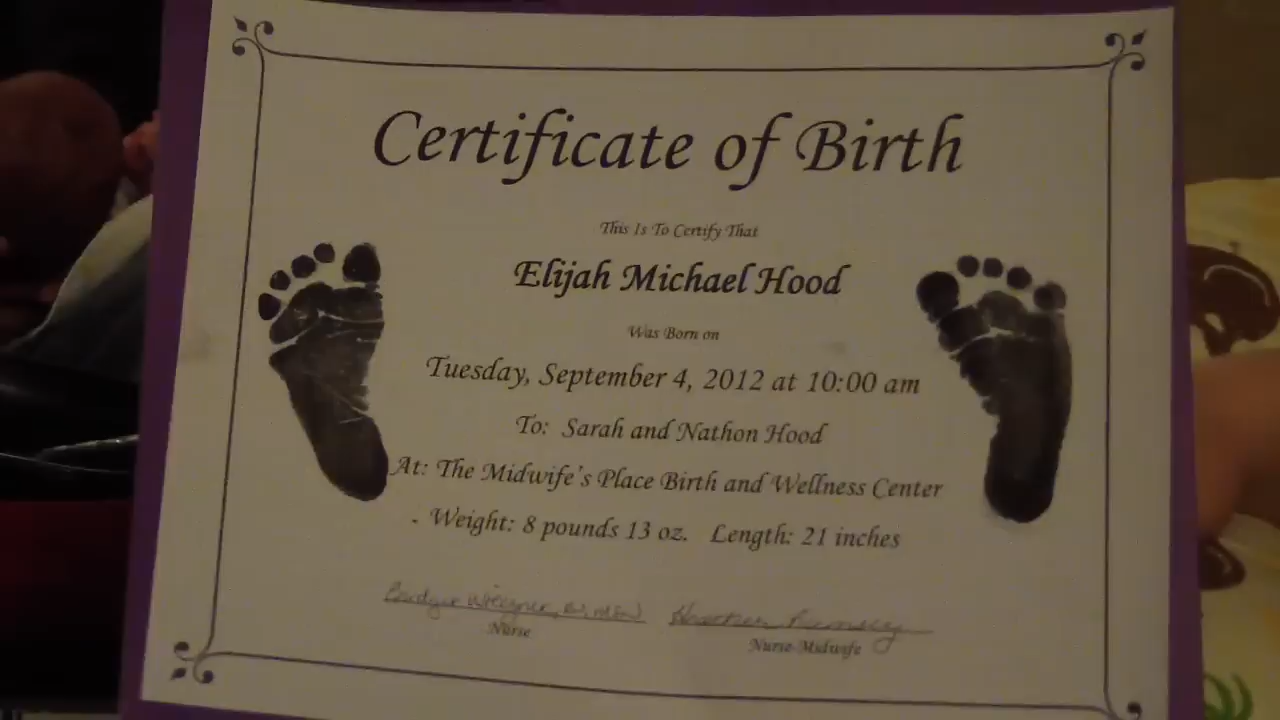 Certificate of Birth
This Is To Certify That
Elijah Michael Hood
Was Born on
Tuesday, September 4, 2012 at 10:00 am
To: Sarah and Nathon Hood
At: The Midwife's Place Birth and Wellness Center
Weight: 8 pounds 13 oz. Length: 21 inches
Nurse
Nurse-Midwife